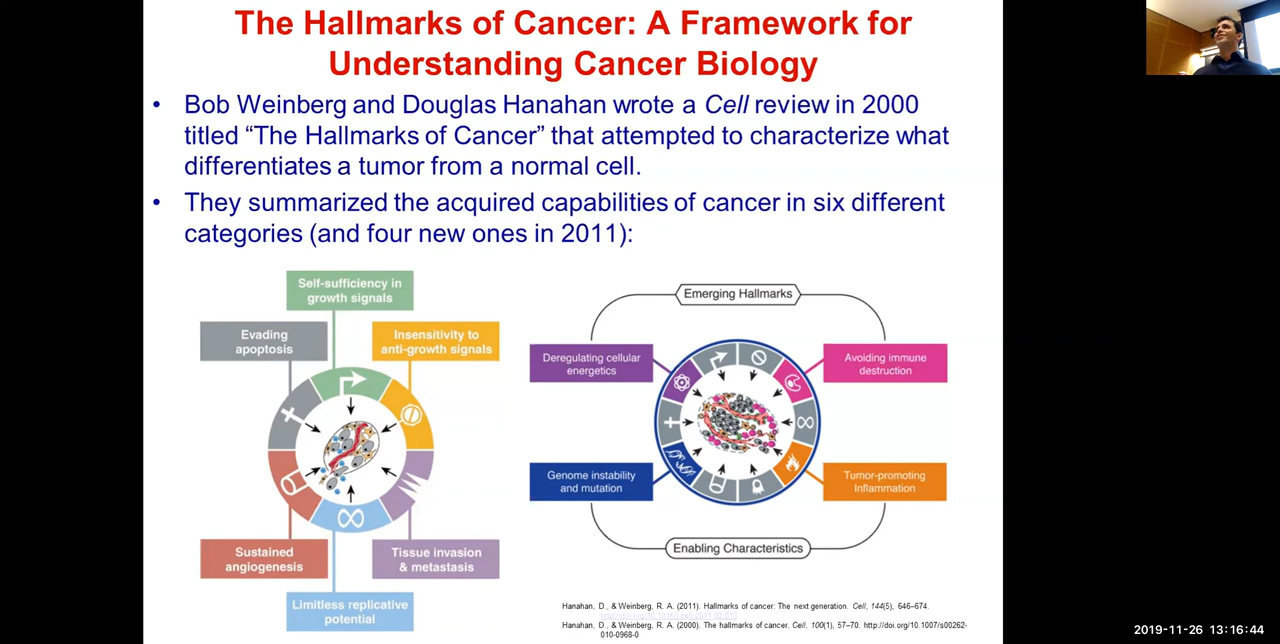 The Hallmarks of Cancer: A Framework for
Understanding Cancer Biology
• Bob Weinberg and Douglas Hanahan wrote a Cell review in 2000
titled “The Hallmarks of Cancer” that attempted to characterize what
differentiates a tumor from a normal cell.
• They summarized the acquired capabilities of cancer in six different
categories (and four new ones in 2011):
Self-sufficiency in
growth signals
Evading
apoptosis
Insensitivity to
anti-growth signals
Sustained
angiogenesis
Tissue invasion
& metastasis
Limitless replicative
potential
Emerging Hallmarks
Deregulating cellular
energetics
Avoiding immune
destruction
Genome instability
and mutation
Tumor-promoting
Inflammation
Enabling Characteristics
Hanahan, D., & Weinberg, R. A. (2011). Hallmarks of cancer: The next generation. Cell, 144(5), 646–674.
Hanahan, D., & Weinberg, R. A. (2000). The hallmarks of cancer. Cell, 100(1), 57–70. http://doi.org/10.1007/s00262-
010-0968-0
2019-11-26 13:16:44